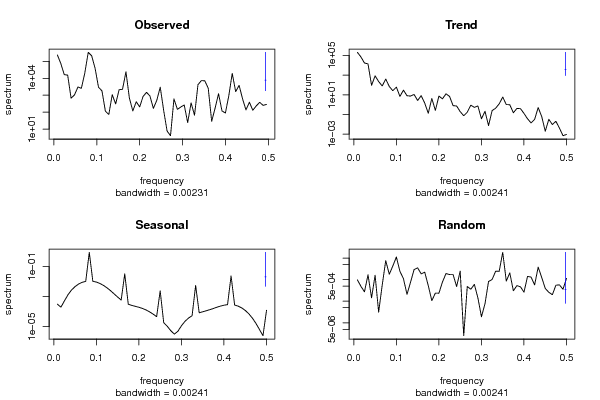 Observed
spectrum
1e+01
1e+04
0.0 0.1 0.2 0.3 0.4 0.5
frequency
bandwidth = 0.00231
Trend
spectrum
1e-03
1e+01
1e+05
0.0 0.1 0.2 0.3 0.4 0.5
frequency
bandwidth = 0.00241
Seasonal
spectrum
1e-05
1e-01
0.0 0.1 0.2 0.3 0.4 0.5
frequency
bandwidth = 0.00241
Random
spectrum
5e-06
5e-04
0.0 0.1 0.2 0.3 0.4 0.5
frequency
bandwidth = 0.00241